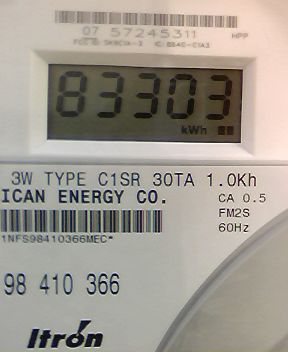 07 57245311 HPP
83303
kWh
3W TYPE C1SR 30TA 1.0Kh
ICAN ENERGY CO. CA 0.5
FM2S
60Hz
1NFS98410366MEC*
98 410 366
Itron